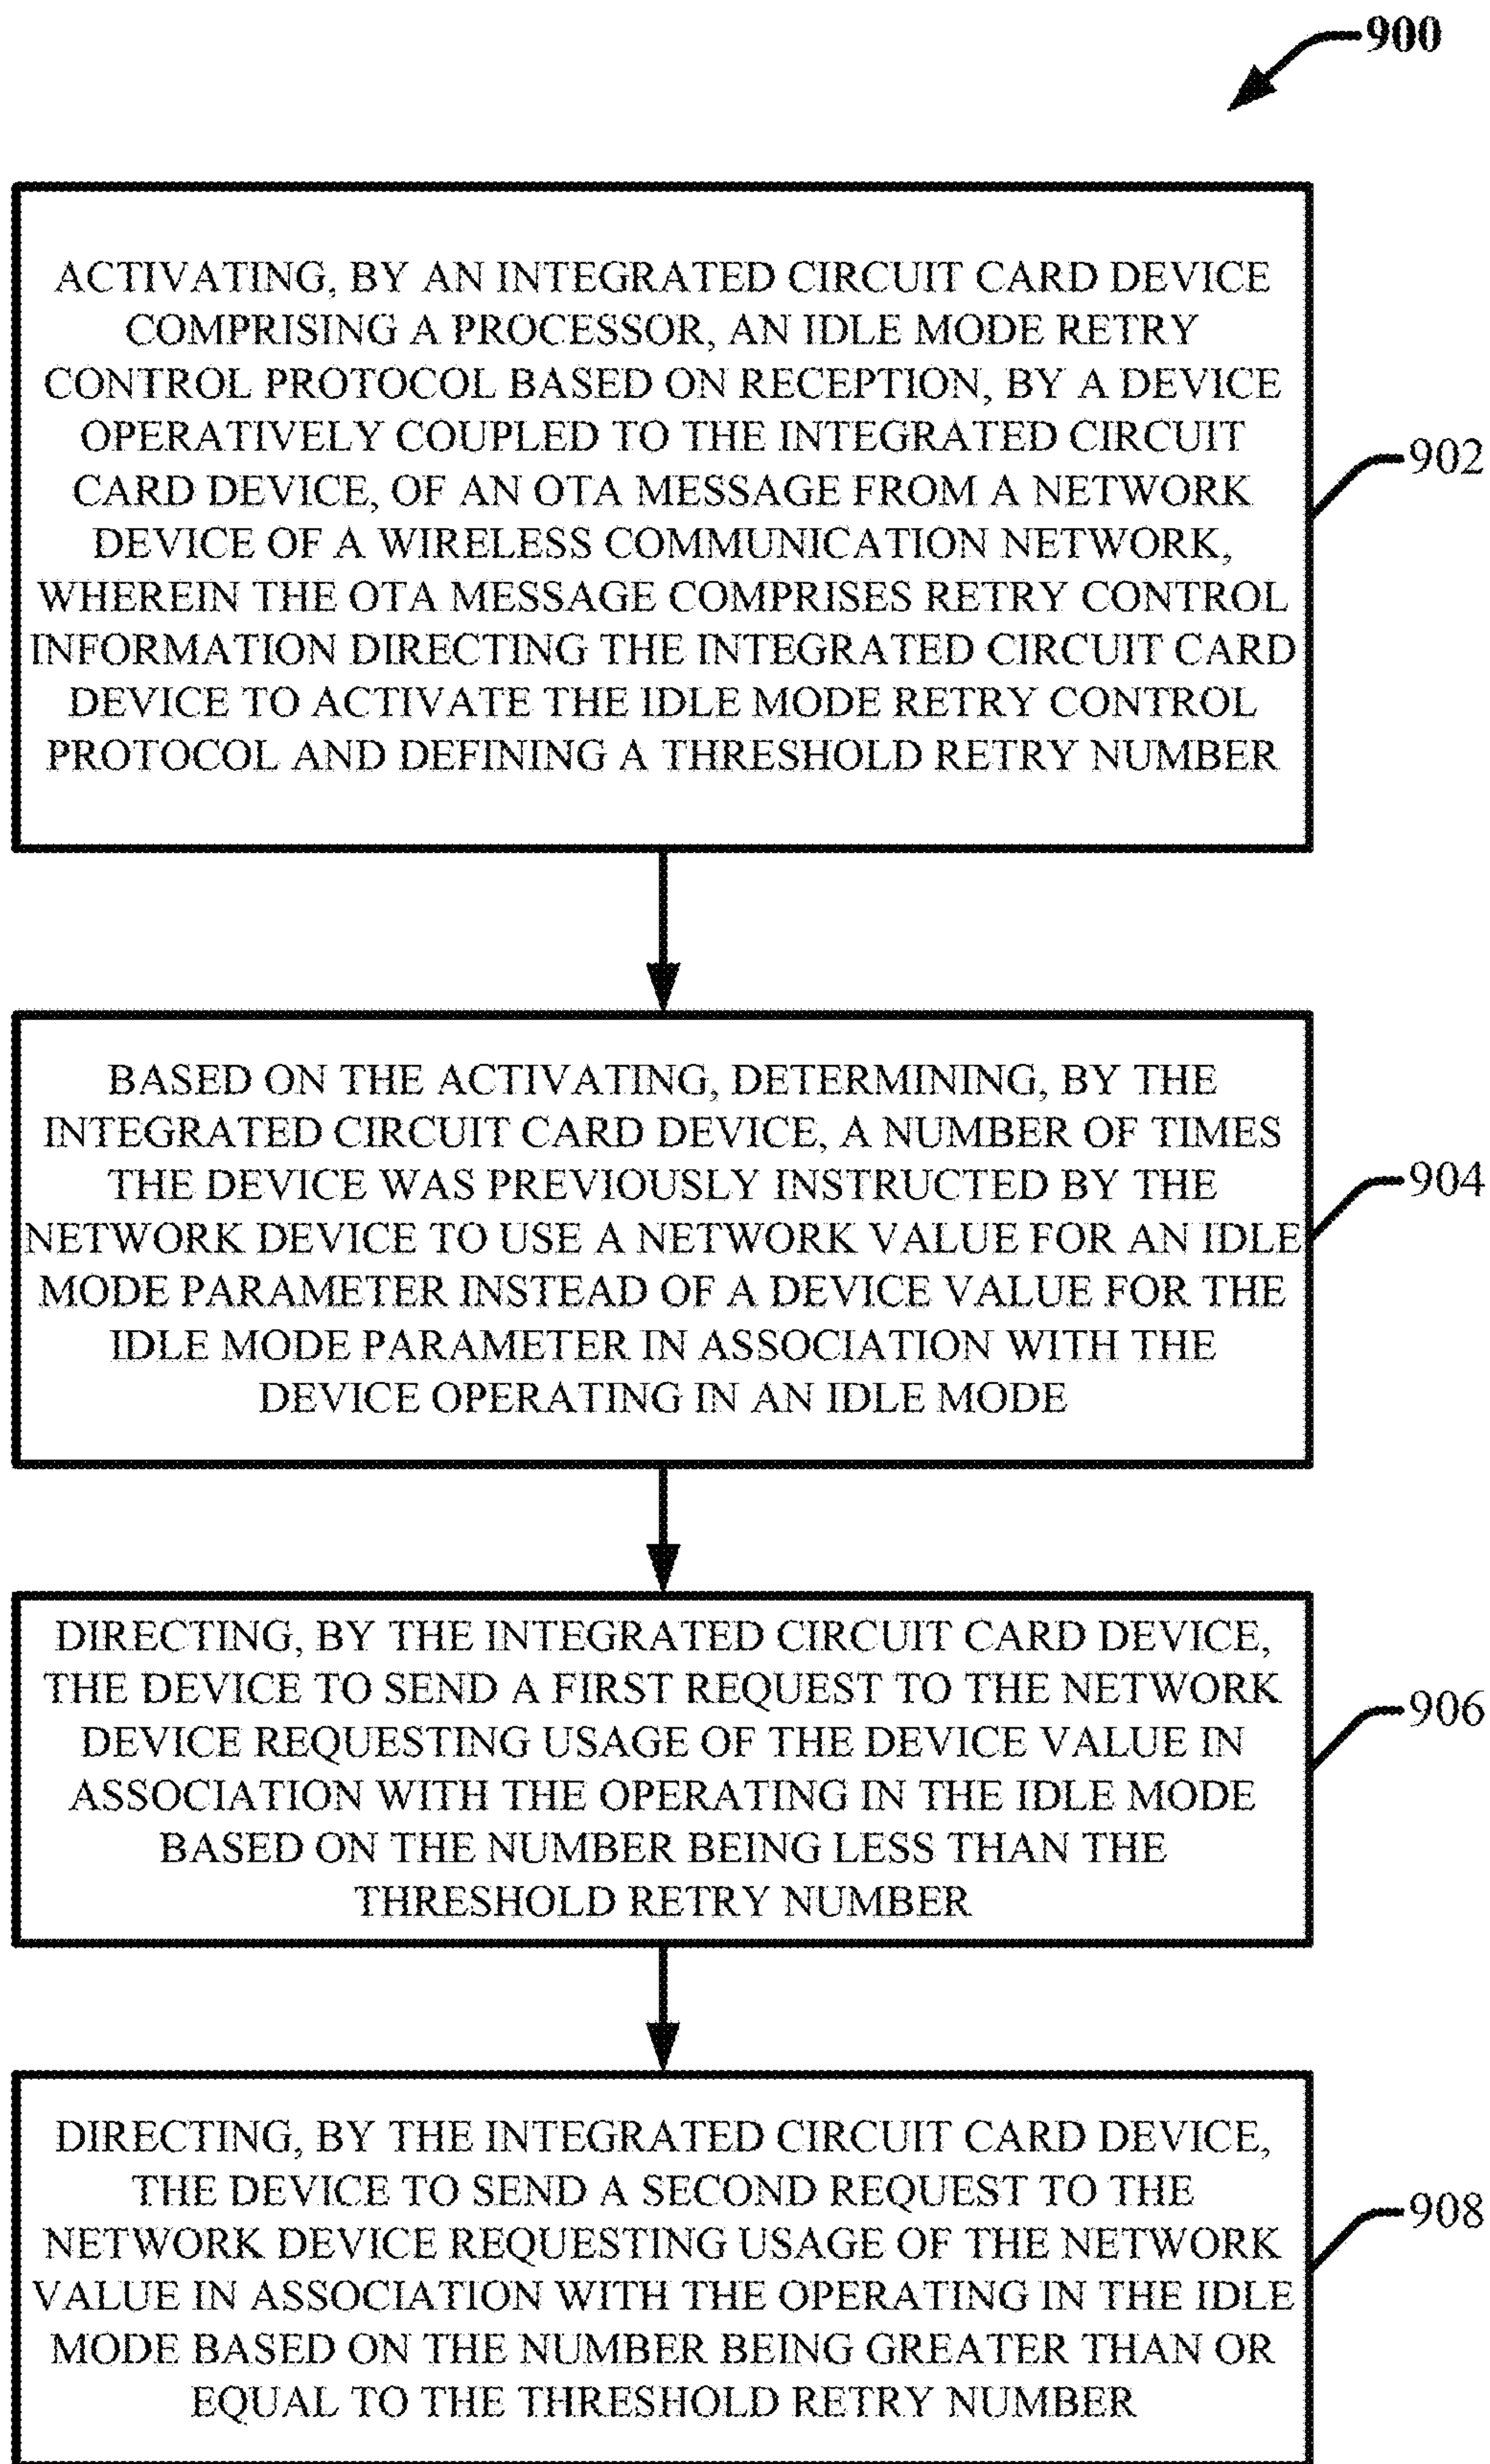 900
ACTIVATING, BY AN INTEGRATED CIRCUIT CARD DEVICE
COMPRISING A PROCESSOR, AN IDLE MODE RETRY
CONTROL PROTOCOL BASED ON RECEPTION, BY A DEVICE
OPERATIVELY COUPLED TO THE INTEGRATED CIRCUIT
CARD DEVICE, OF AN OTA MESSAGE FROM A NETWORK
DEVICE OF A WIRELESS COMMUNICATION NETWORK,
WHEREIN THE OTA MESSAGE COMPRISES RETRY CONTROL
INFORMATION DIRECTING THE INTEGRATED CIRCUIT CARD
DEVICE TO ACTIVATE THE IDLE MODE RETRY CONTROL
PROTOCOL AND DEFINING A THRESHOLD RETRY NUMBER
902
BASED ON THE ACTIVATING, DETERMINING, BY THE
INTEGRATED CIRCUIT CARD DEVICE, A NUMBER OF TIMES
THE DEVICE WAS PREVIOUSLY INSTRUCTED BY THE
NETWORK DEVICE TO USE A NETWORK VALUE FOR AN IDLE
MODE PARAMETER INSTEAD OF A DEVICE VALUE FOR THE
IDLE MODE PARAMETER IN ASSOCIATION WITH THE
DEVICE OPERATING IN AN IDLE MODE
904
DIRECTING, BY THE INTEGRATED CIRCUIT CARD DEVICE,
THE DEVICE TO SEND A FIRST REQUEST TO THE NETWORK
DEVICE REQUESTING USAGE OF THE DEVICE VALUE IN
ASSOCIATION WITH THE OPERATING IN THE IDLE MODE
BASED ON THE NUMBER BEING LESS THAN THE
THRESHOLD RETRY NUMBER
906
DIRECTING, BY THE INTEGRATED CIRCUIT CARD DEVICE,
THE DEVICE TO SEND A SECOND REQUEST TO THE
NETWORK DEVICE REQUESTING USAGE OF THE NETWORK
VALUE IN ASSOCIATION WITH THE OPERATING IN THE IDLE
MODE BASED ON THE NUMBER BEING GREATER THAN OR
EQUAL TO THE THRESHOLD RETRY NUMBER
908